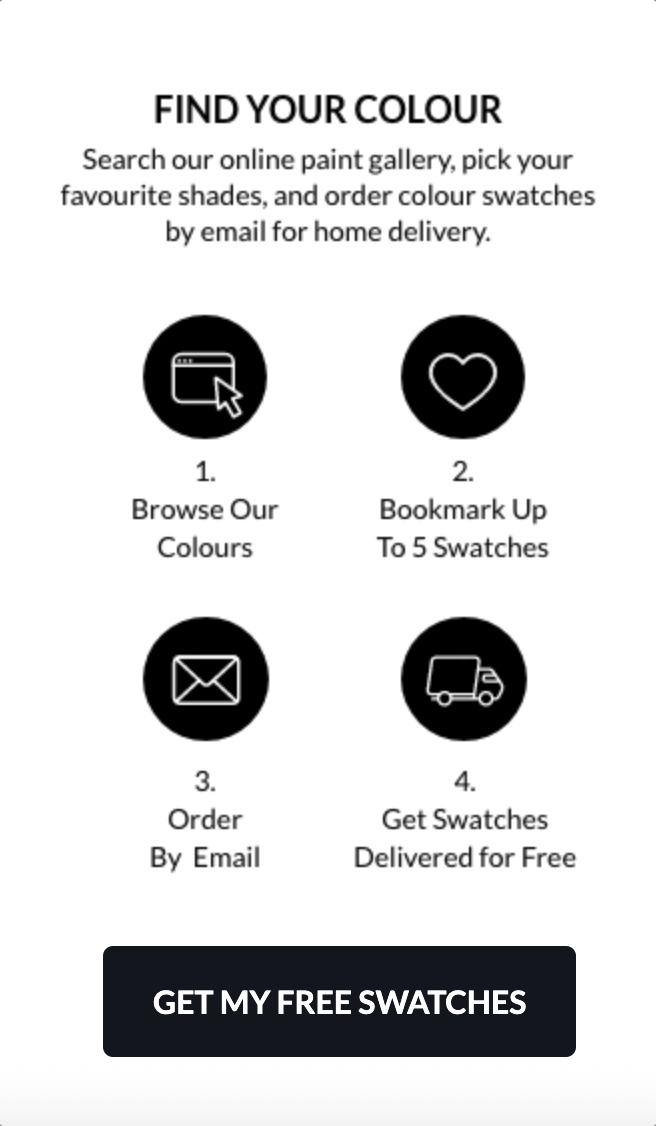 FIND YOUR COLOUR
Search our online paint gallery, pick your
favourite shades, and order colour swatches
by email for home delivery.
1.
Browse Our
Colours
2.
Bookmark Up
To 5 Swatches
3.
Order
By Email
4.
Get Swatches
Delivered for Free
GET MY FREE SWATCHES